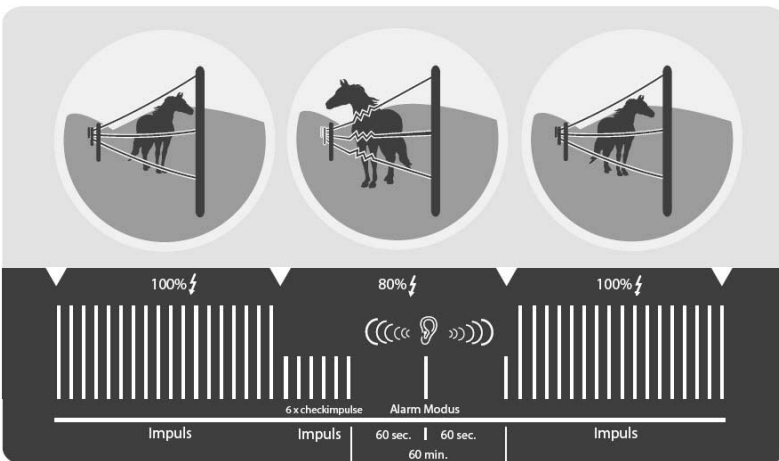 100% 80% 100%
6 x checkimpulse Alarm Modus
Impuls Impuls 60 sec. 60 sec. Impuls
60 min.